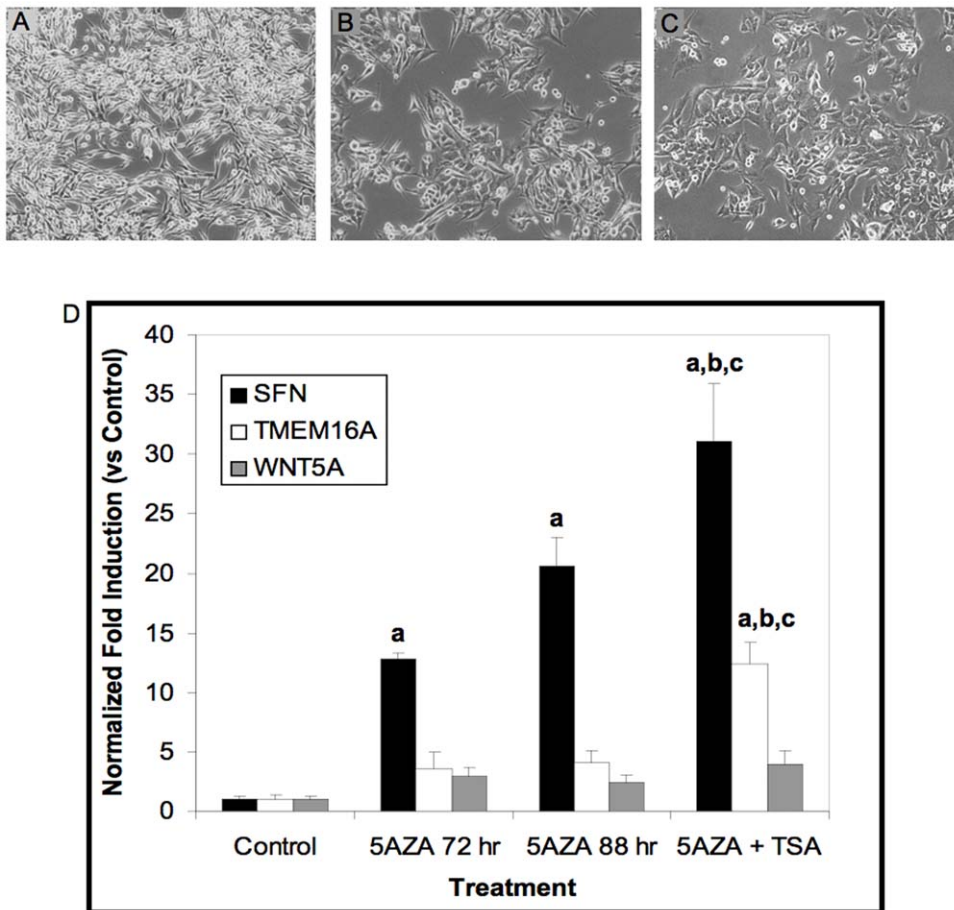 A
B
C
D
Normalized Fold Induction (vs Control)
40
35
30
25
20
15
10
5
0
SFN
TMEM16A
WNT5A
a
a
a,b,c
a,b,c
Control
5AZA 72 hr
5AZA 88 hr
5AZA + TSA
Treatment